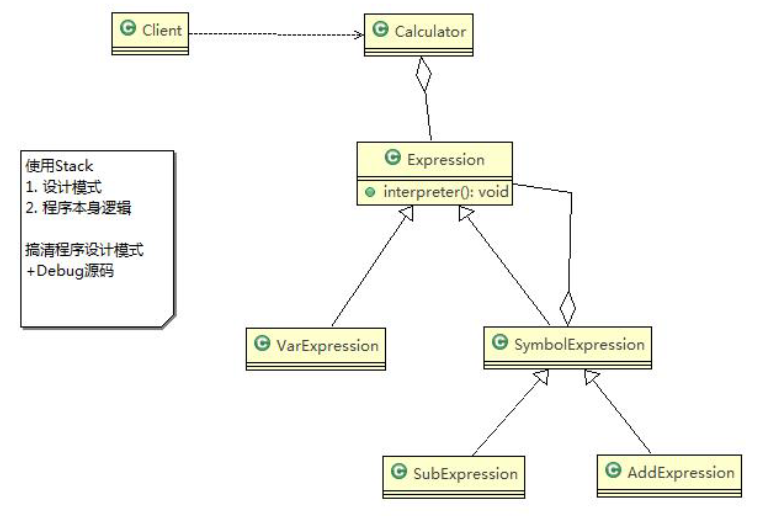 Client
Calculator
Expression
interpreter(): void
使用Stack
1. 设计模式
2. 程序本身逻辑
搞清程序设计模式
+Debug源码
VarExpression
SymbolExpression
SubExpression
AddExpression